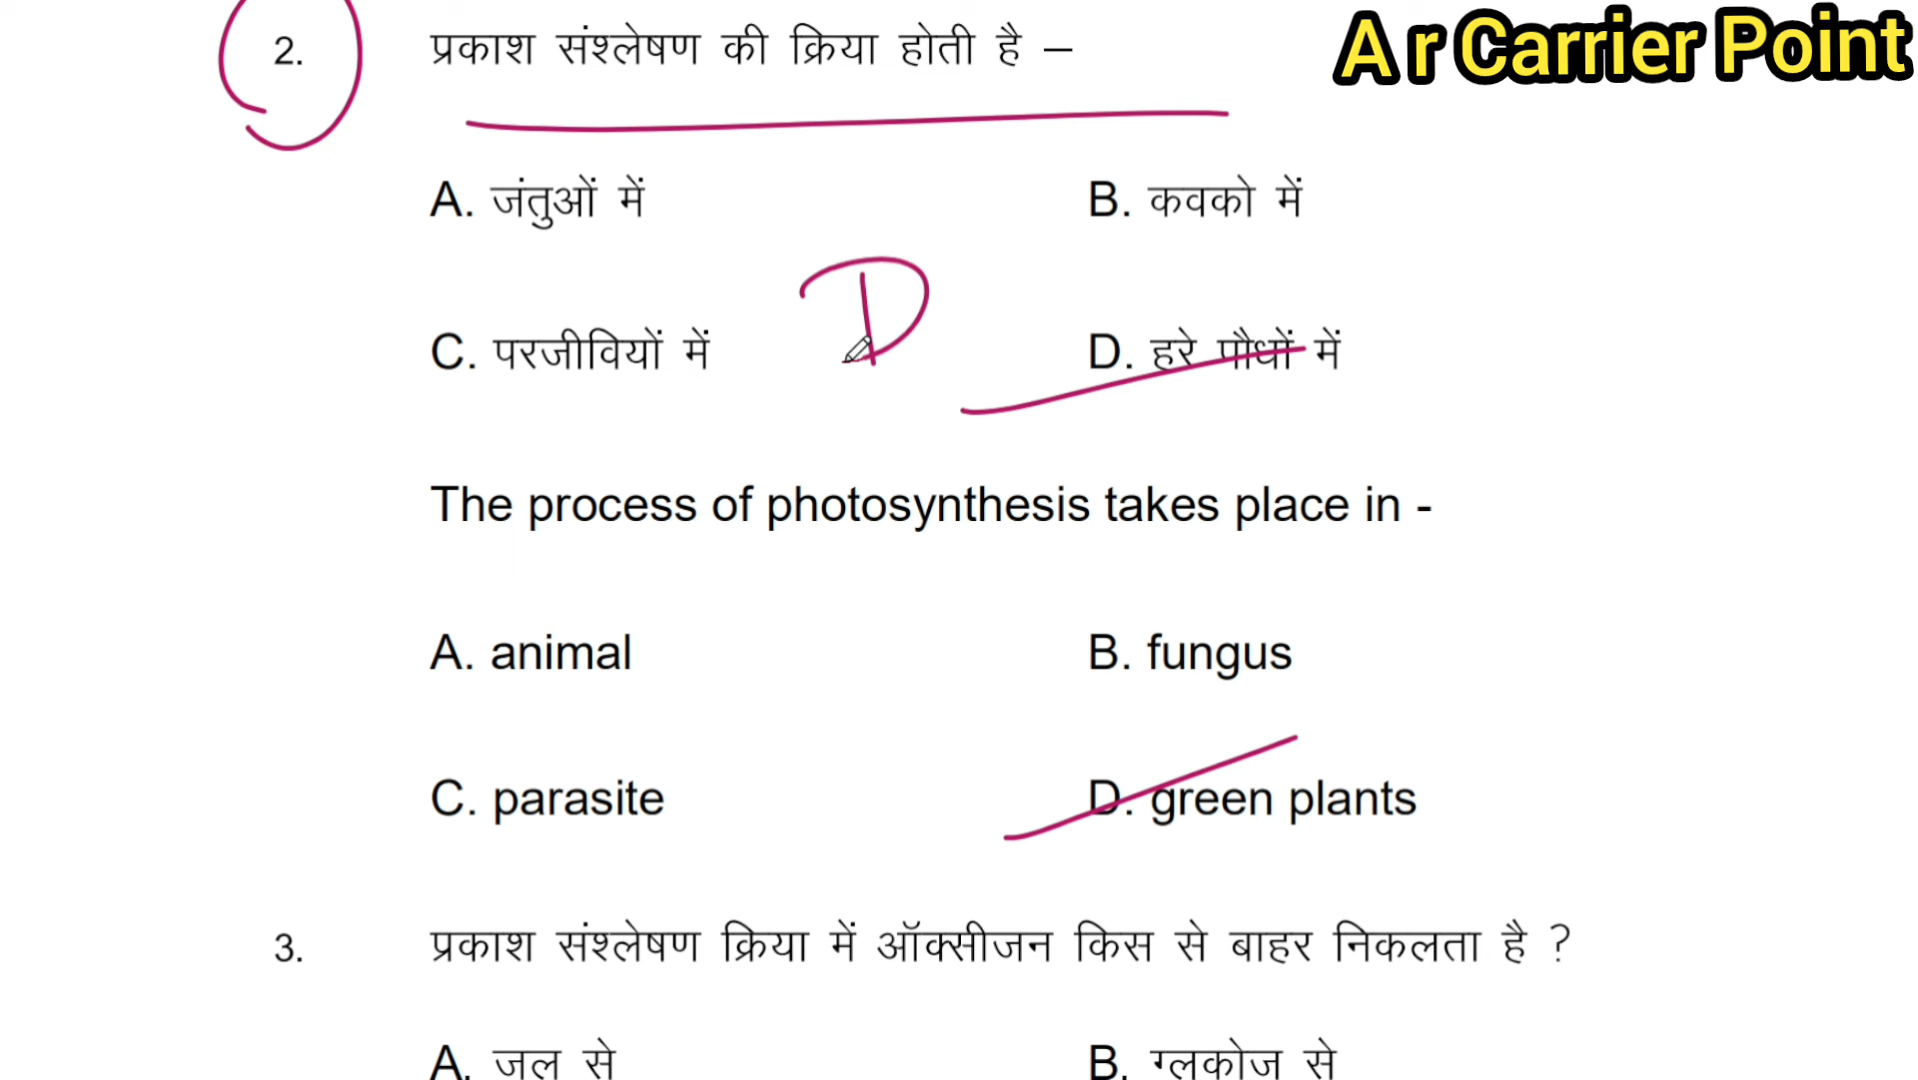 A r Carrier Point
2. प्रकाश संश्लेषण की क्रिया होती है –
A. जंतुओं में B. कवको में
D
C. परजीवियों में D. हरे पौधों में
The process of photosynthesis takes place in -
A. animal B. fungus
C. parasite D. green plants
3. प्रकाश संश्लेषण क्रिया में ऑक्सीजन किस से बाहर निकलता है ?
A. जल से B. ग्लकोज से